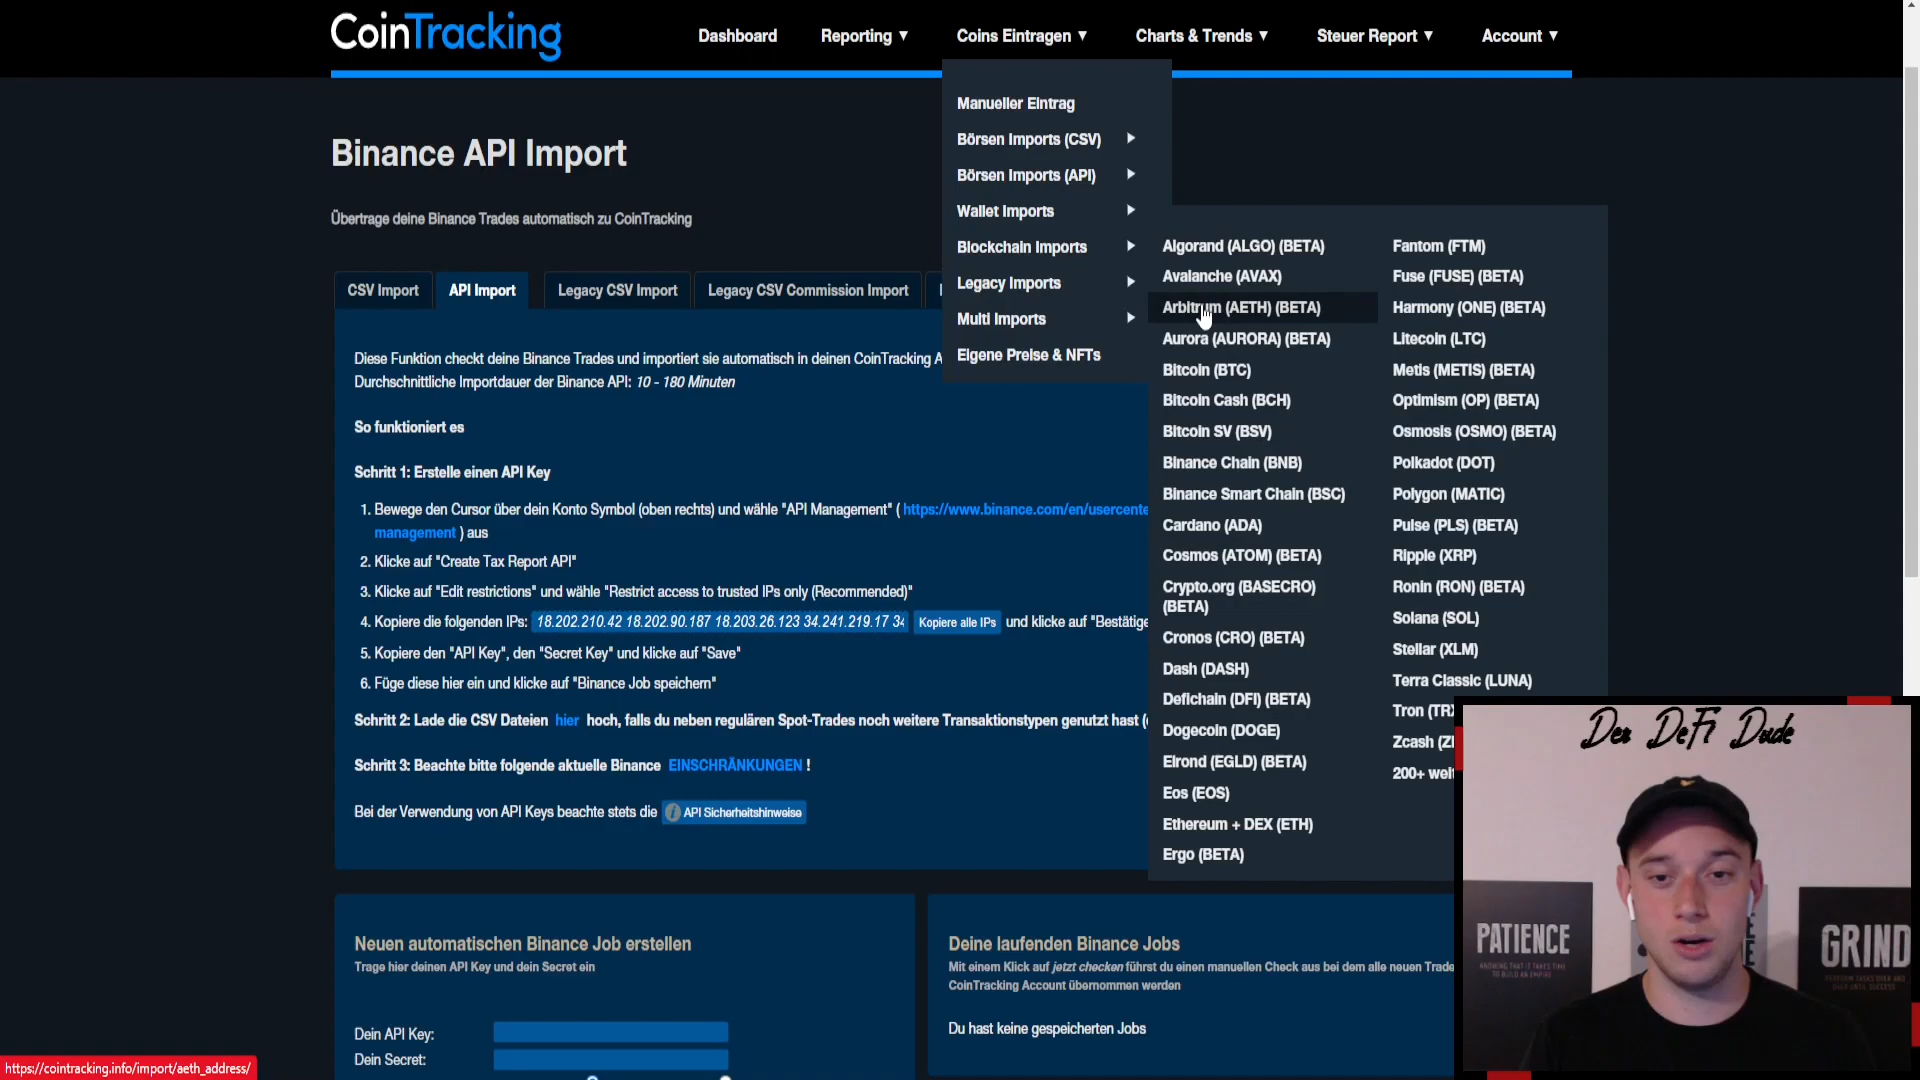 CoinTracking
Dashboard
Reporting ▼
Coins Eintragen ▼
Charts & Trends ▼
Steuer Report ▼
Account ▼
Manueller Eintrag
Börsen Imports (CSV)
Börsen Imports (API)
Wallet Imports
Blockchain Imports
Legacy Imports
Multi Imports
Eigene Preise & NFTs
Algorand (ALGO) (BETA)
Avalanche (AVAX)
Arbitrum (AETH) (BETA)
Aurora (AURORA) (BETA)
Bitcoin (BTC)
Bitcoin Cash (BCH)
Bitcoin SV (BSV)
Binance Chain (BNB)
Binance Smart Chain (BSC)
Cardano (ADA)
Cosmos (ATOM) (BETA)
Crypto.org (BASECRO)
(BETA)
Cronos (CRO) (BETA)
Dash (DASH)
Defichain (DFI) (BETA)
Dogecoin (DOGE)
Elrond (EGLD) (BETA)
Eos (EOS)
Ethereum + DEX (ETH)
Ergo (BETA)
Fantom (FTM)
Fuse (FUSE) (BETA)
Harmony (ONE) (BETA)
Litecoin (LTC)
Metis (METIS) (BETA)
Optimism (OP) (BETA)
Osmosis (OSMO) (BETA)
Polkadot (DOT)
Polygon (MATIC)
Pulse (PLS) (BETA)
Ripple (XRP)
Ronin (RON) (BETA)
Solana (SOL)
Stellar (XLM)
Terra Classic (LUNA)
Tron (TRX
Zcash (ZE
200+ weit
Binance API Import
Übertrage deine Binance Trades automatisch zu CoinTracking
CSV Import
API Import
Legacy CSV Import
Legacy CSV Commission Import
Diese Funktion checkt deine Binance Trades und importiert sie automatisch in deinen CoinTracking A
Durchschnittliche Importdauer der Binance API: 10 - 180 Minuten
So funktioniert es
Schritt 1: Erstelle einen API Key
1. Bewege den Cursor über dein Konto Symbol (oben rechts) und wähle "API Management" ( https://www.binance.com/en/usercente
management ) aus
2. Klicke auf "Create Tax Report API"
3. Klicke auf "Edit restrictions" und wähle "Restrict access to trusted IPs only (Recommended)"
4. Kopiere die folgenden IPs: 18.202.210.42 18.202.90.187 18.203.26.123 34.241.219.17 34 Kopiere alle IPs und klicke auf "Bestätige
5. Kopiere den "API Key", den "Secret Key" und klicke auf "Save"
6. Füge diese hier ein und klicke auf "Binance Job speichern"
Schritt 2: Lade die CSV Dateien hier hoch, falls du neben regulären Spot-Trades noch weitere Transaktionstypen genutzt hast (
Schritt 3: Beachte bitte folgende aktuelle Binance EINSCHRÄNKUNGEN !
Bei der Verwendung von API Keys beachte stets die API Sicherheitshinweise
Neuen automatischen Binance Job erstellen
Trage hier deinen API Key und dein Secret ein
Dein API Key:
Dein Secret:
Deine laufenden Binance Jobs
Mit einem Klick auf jetzt checken führst du einen manuellen Check aus bei dem alle neuen Trade
CoinTracking Account übernommen werden
Du hast keine gespeicherten Jobs
https://cointracking.info/import/aeth_address/
Der DeFi Dude
PATIENCE
KNOWING THAT IT TAKES TIME
TO BUILD AN EMPIRE
GRIND